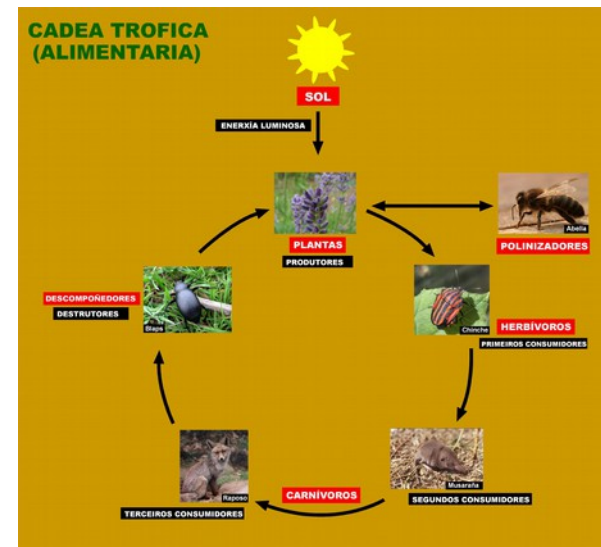 CADEA TROFICA
(ALIMENTARIA)
SOL
ENERXÍA LUMINOSA
PLANTAS
PRODUTORES
Abella
POLINIZADORES
DESCOMPOÑEDORES
DESTRUTORES
Blaps
Chinche
HERBÍVOROS
PRIMEIROS CONSUMIDORES
Musaraña
SEGUNDOS CONSUMIDORES
CARNÍVOROS
Raposo
TERCEIROS CONSUMIDORES